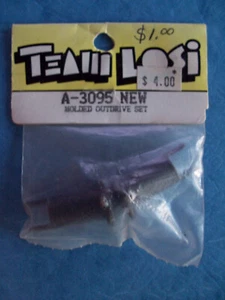 $1.00
TEAM LOSI
$ 4.00
A-3095 NEW
MOLDED OUTDRIVE SET